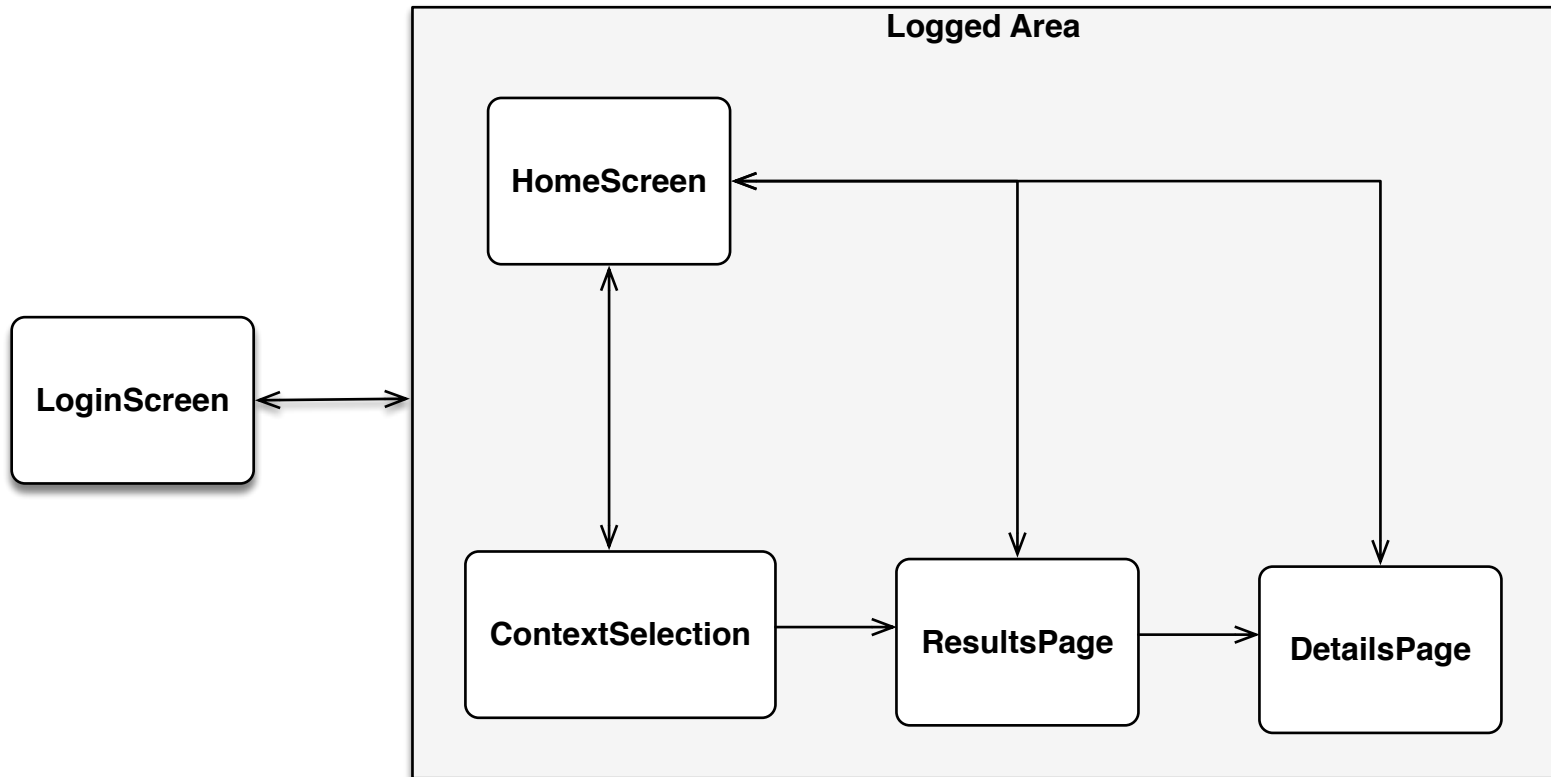 Logged Area
HomeScreen
LoginScreen
ContextSelection
ResultsPage
DetailsPage